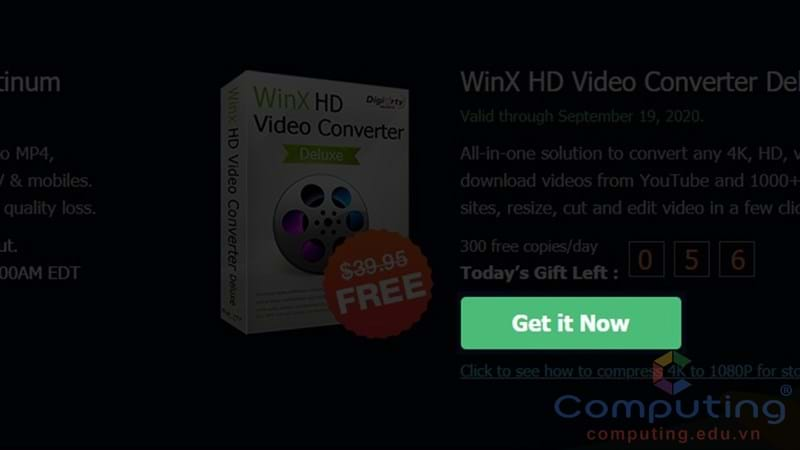 tinum
o MP4,
/ & mobiles.
quality loss.
ut.
00AM EDT
WinX HD Video Converter Deluxe
WinX HD
Digiarty
Video Converter
Deluxe
$39.95
FREE
WinX HD Video Converter Del
Valid through September 19, 2020.
All-in-one solution to convert any 4K, HD, v
download videos from YouTube and 1000+
sites, resize, cut and edit video in a few clic
300 free copies/day
Today's Gift Left : 0 5 6
Get it Now
Click to see how to compress 4K to 1080P for sto
Computing®
computing.edu.vn